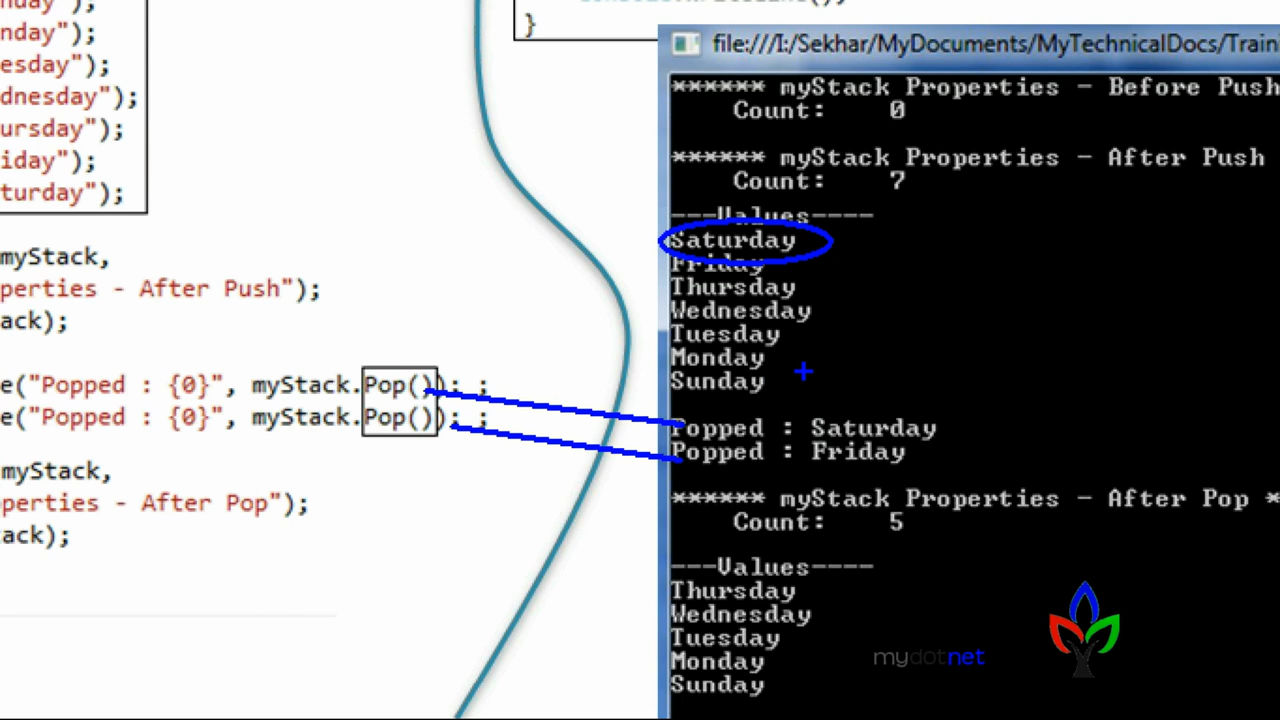 nday");
nday");
esday");
dnesday");
ursday");
iday");
turday");
myStack,
perties - After Push");
ack);
e("Popped : {0}", myStack.Pop()); ;
e("Popped : {0}", myStack.Pop()); ;
myStack,
perties - After Pop");
ack);
}
file:///I:/Sekhar/MyDocuments/MyTechnicalDocs/Train
****** myStack Properties - Before Push
Count: 0
****** myStack Properties - After Push
Count: 7
---Values----
Saturday
Friday
Thursday
Wednesday
Tuesday
Monday
Sunday
Popped : Saturday
Popped : Friday
****** myStack Properties - After Pop *
Count: 5
---Values----
Thursday
Wednesday
Tuesday
Monday
Sunday
mydotnet